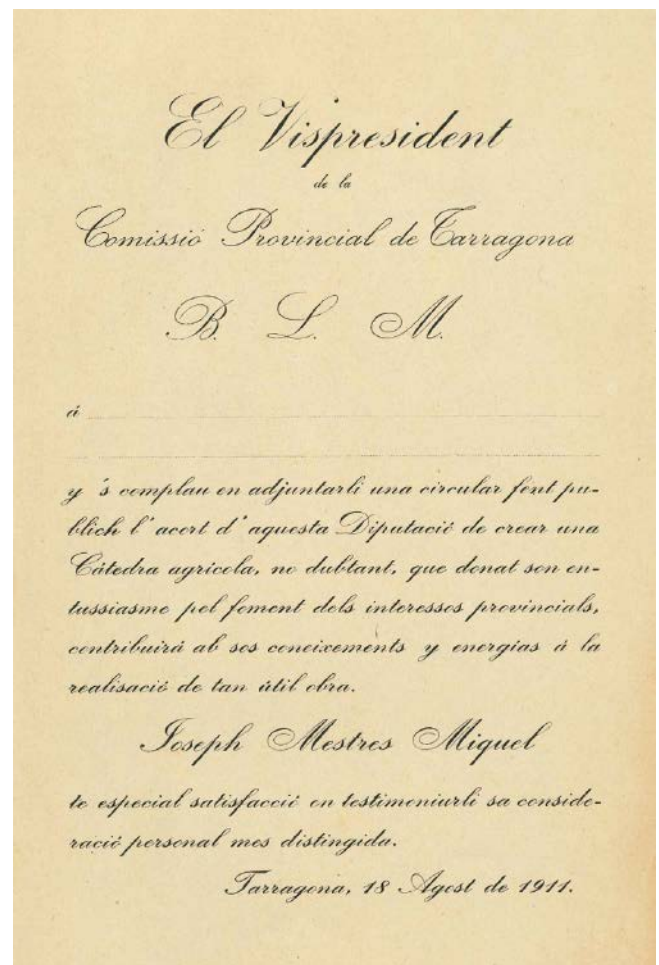 El Vispresident
de la
Comissió Provincial de Tarragona
B. L. M.
á
y 's complau en adjuntarli una circular fent pu-
blich l' acort d' aquesta Diputació de crear una
Cátedra agrícola, no dubtant, que donat son en-
tussiasme pel foment dels interessos provincials,
contribuirá ab sos coneixements y energías á la
realisació de tan útil obra.
Joseph Mestres Miquel
te especial satisfacció en testimoniarli sa conside-
ració personal mes distingida.
Tarragona, 18 Agost de 1911.